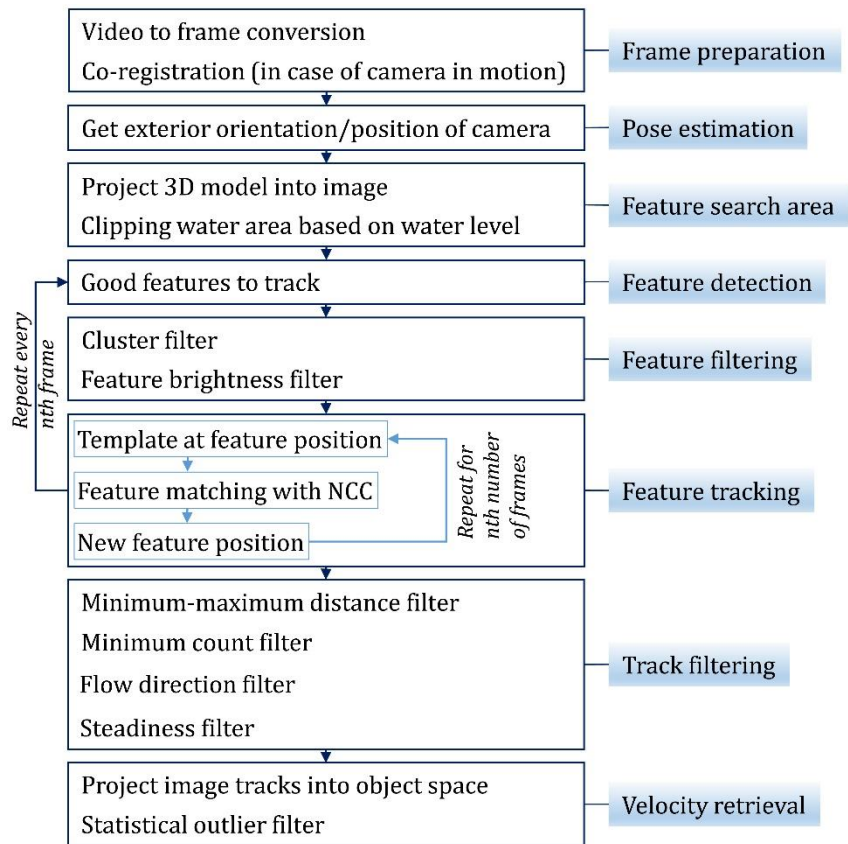 Video to frame conversion
Co-registration (in case of camera in motion)
Frame preparation
Get exterior orientation/position of camera
Pose estimation
Project 3D model into image
Clipping water area based on water level
Feature search area
Good features to track
Feature detection
Cluster filter
Feature brightness filter
Feature filtering
Repeat every
nth frame
Template at feature position
Feature matching with NCC
New feature position
Repeat for
nth number
of frames
Feature tracking
Minimum-maximum distance filter
Minimum count filter
Flow direction filter
Steadiness filter
Track filtering
Project image tracks into object space
Statistical outlier filter
Velocity retrieval